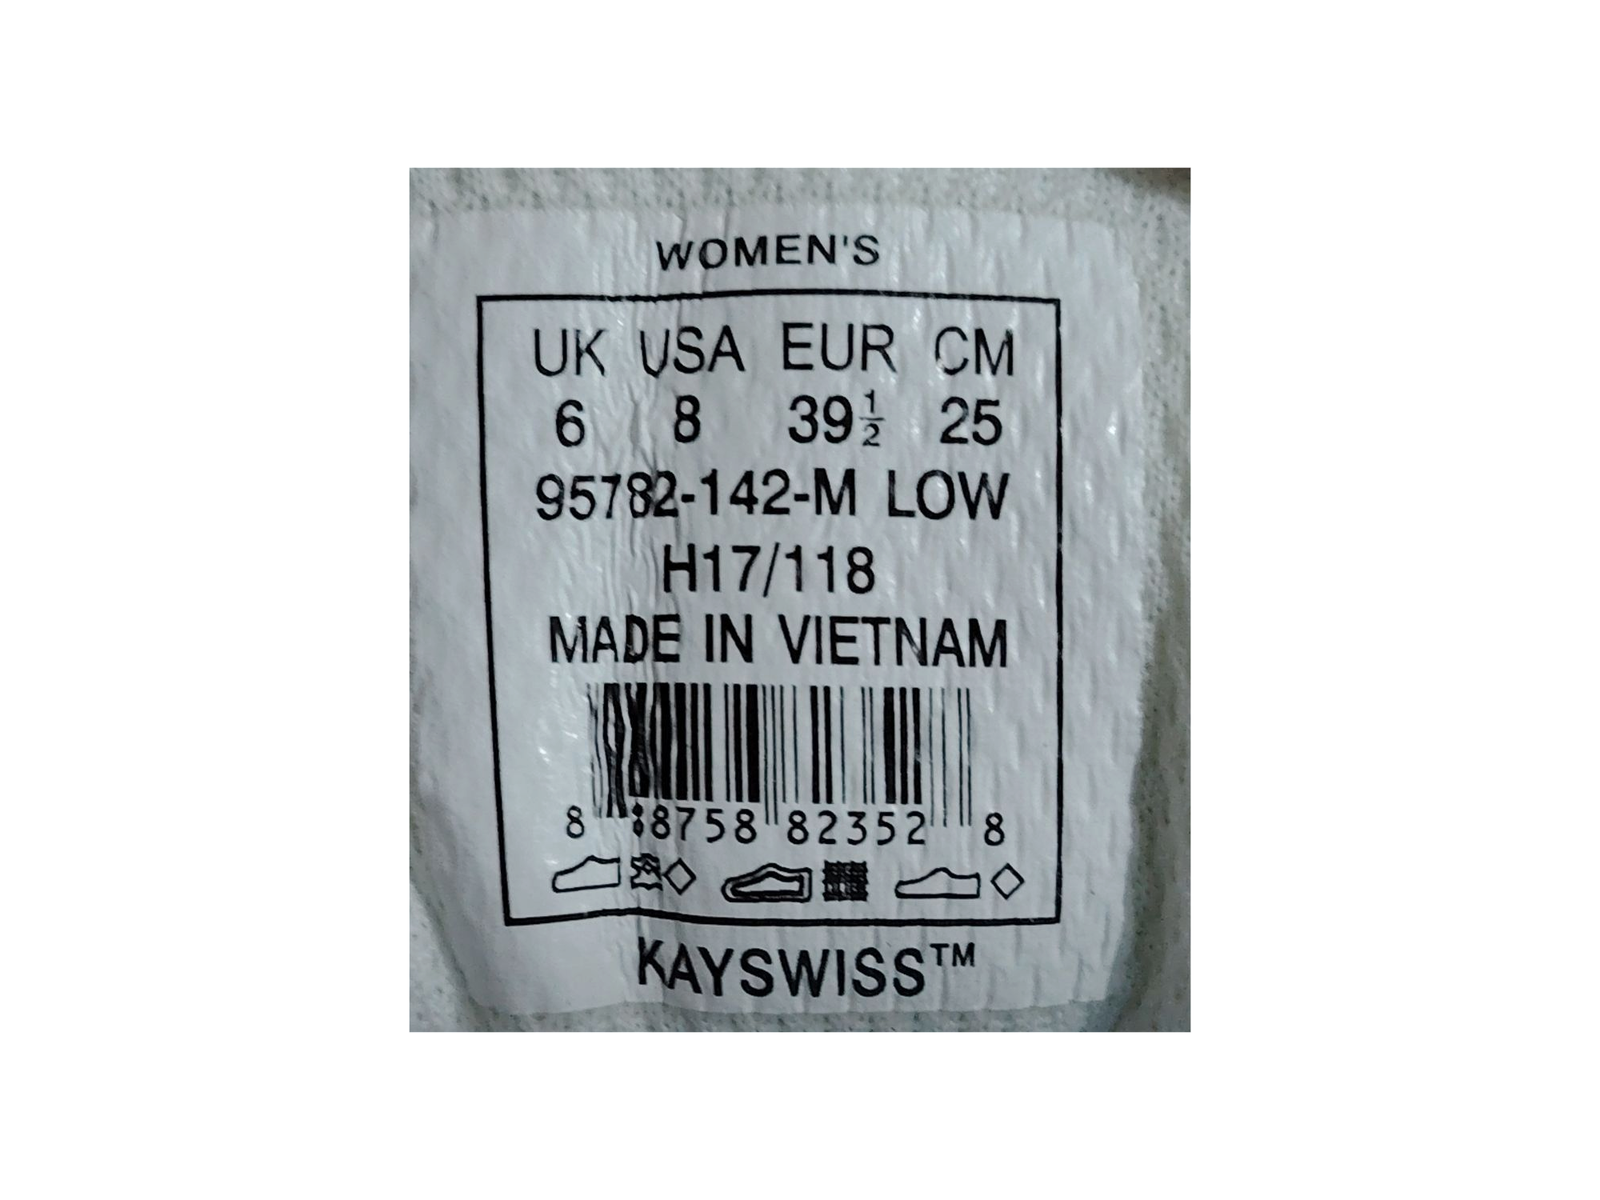 WOMEN'S
UK USA EUR CM
6 8 39½ 25
95782-142-M LOW
H17/118
MADE IN VIETNAM
8 88758 82352 8
KAYSWISS™